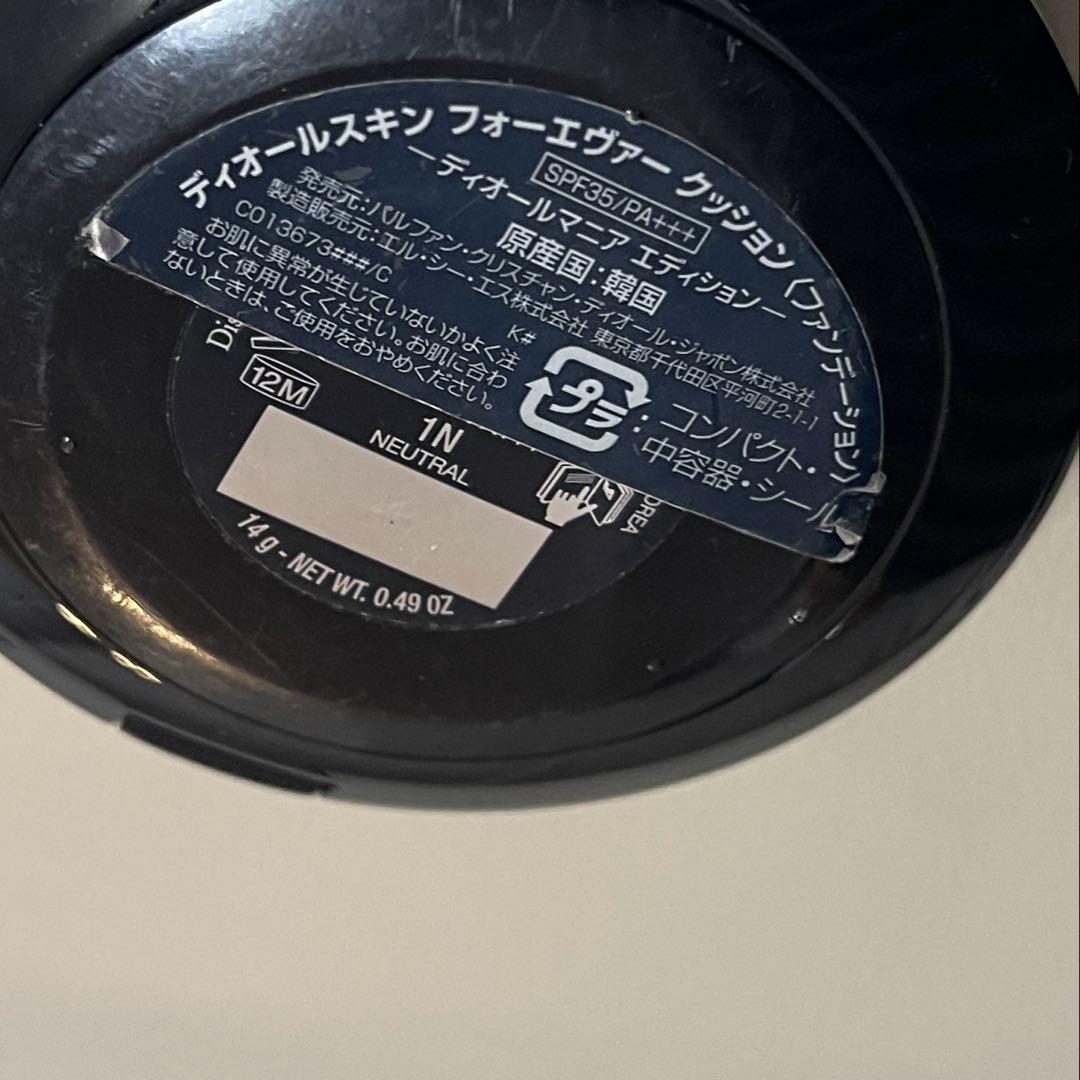 ディオールスキン フォーエヴァー クッション〈ファンデーション〉
－ディオールマニア エディション－
SPF35/PA+++
原産国：韓国
発売元：パルファン・クリスチャン・ディオール・ジャポン株式会社
製造販売元：エル・シー・エス株式会社 東京都千代田区平河町2-1-1
C013673###/C
K#
お肌に異常が生じていないかよく注
意して使用してください。お肌に合わ
ないときは、ご使用をおやめください。
プラ
：コンパクト・
中容器・シール
12M
1N
NEUTRAL
14 g - NET WT. 0.49 OZ